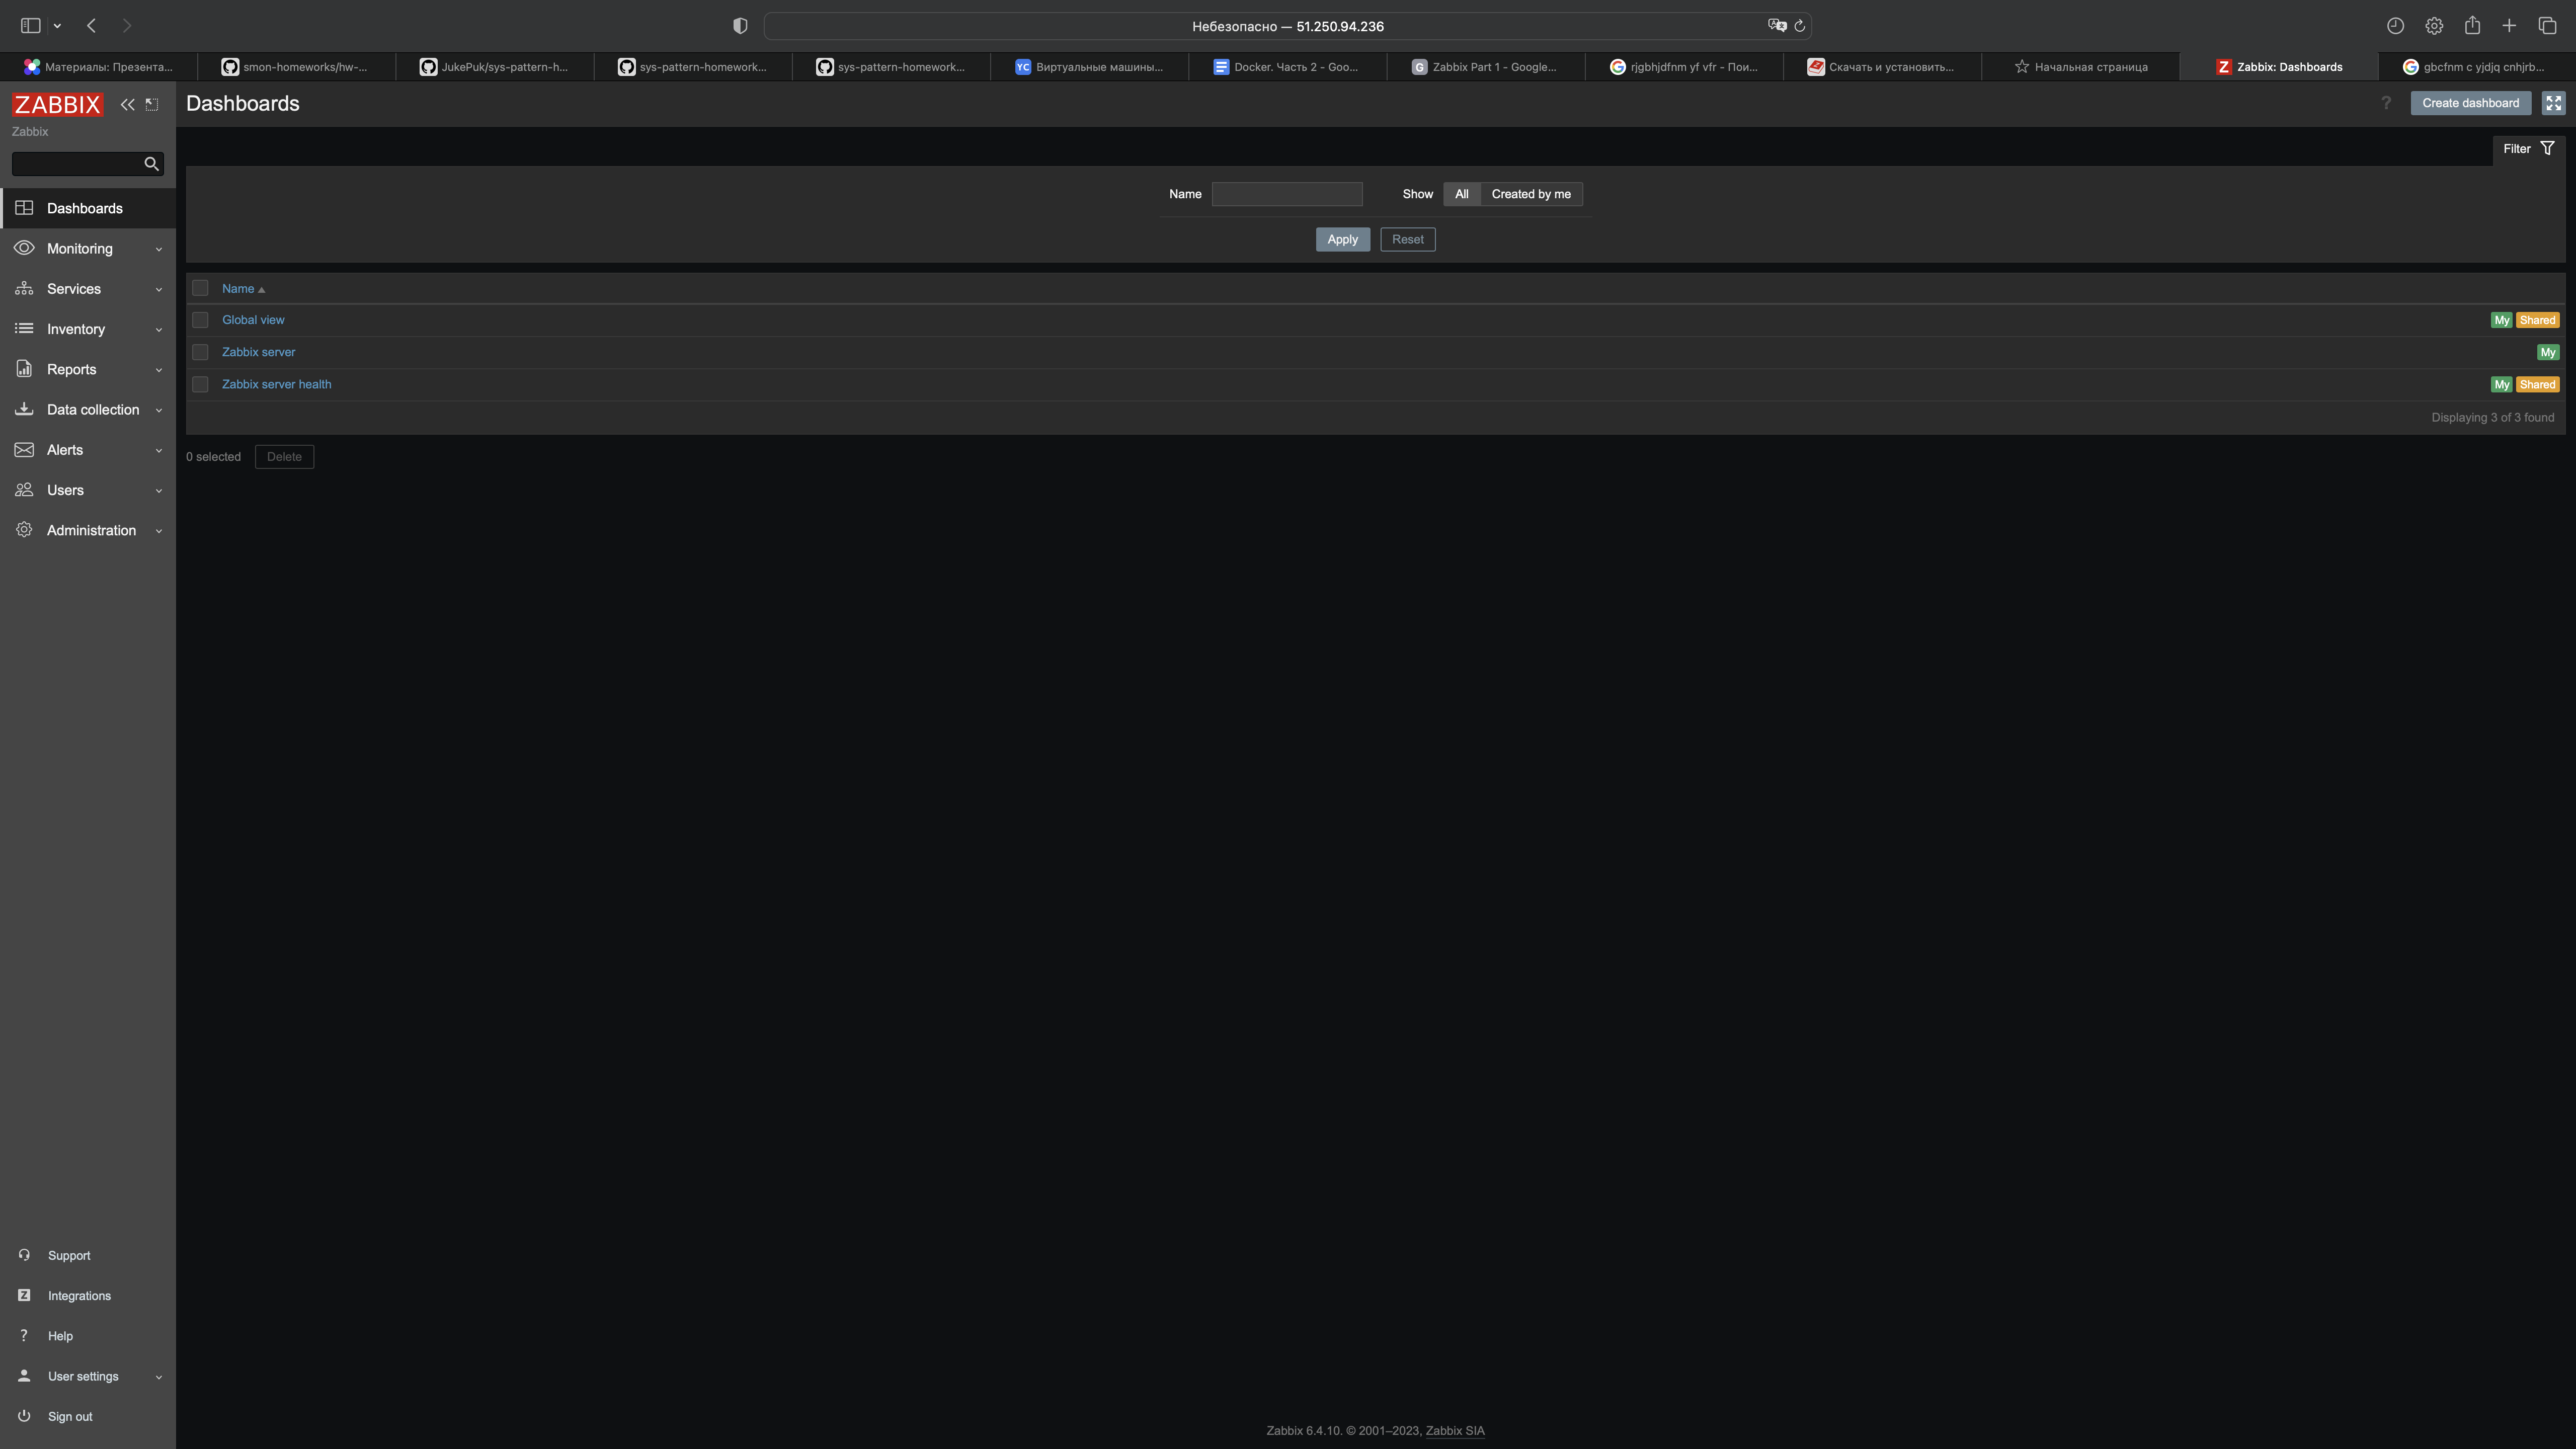 Небезопасно — 51.250.94.236
Материалы: Презента...
smon-homeworks/hw-...
JukePuk/sys-pattern-h...
sys-pattern-homework...
sys-pattern-homework...
YC Виртуальные машины...
Docker. Часть 2 - Goo...
G Zabbix Part 1 - Google...
rjgbhjdfnm yf vfr - Пои...
Скачать и установить...
Начальная страница
Z Zabbix: Dashboards
gbcfnm c yjdjq cnhjrb...
ZABBIX
Zabbix
Dashboards
Monitoring
Services
Inventory
Reports
Data collection
Alerts
Users
Administration
Support
Z Integrations
? Help
User settings
Sign out
Dashboards
?
Create dashboard
Filter
Name
Show All Created by me
Apply Reset
Name
Global view My Shared
Zabbix server My
Zabbix server health My Shared
Displaying 3 of 3 found
0 selected Delete
Zabbix 6.4.10. © 2001–2023, Zabbix SIA